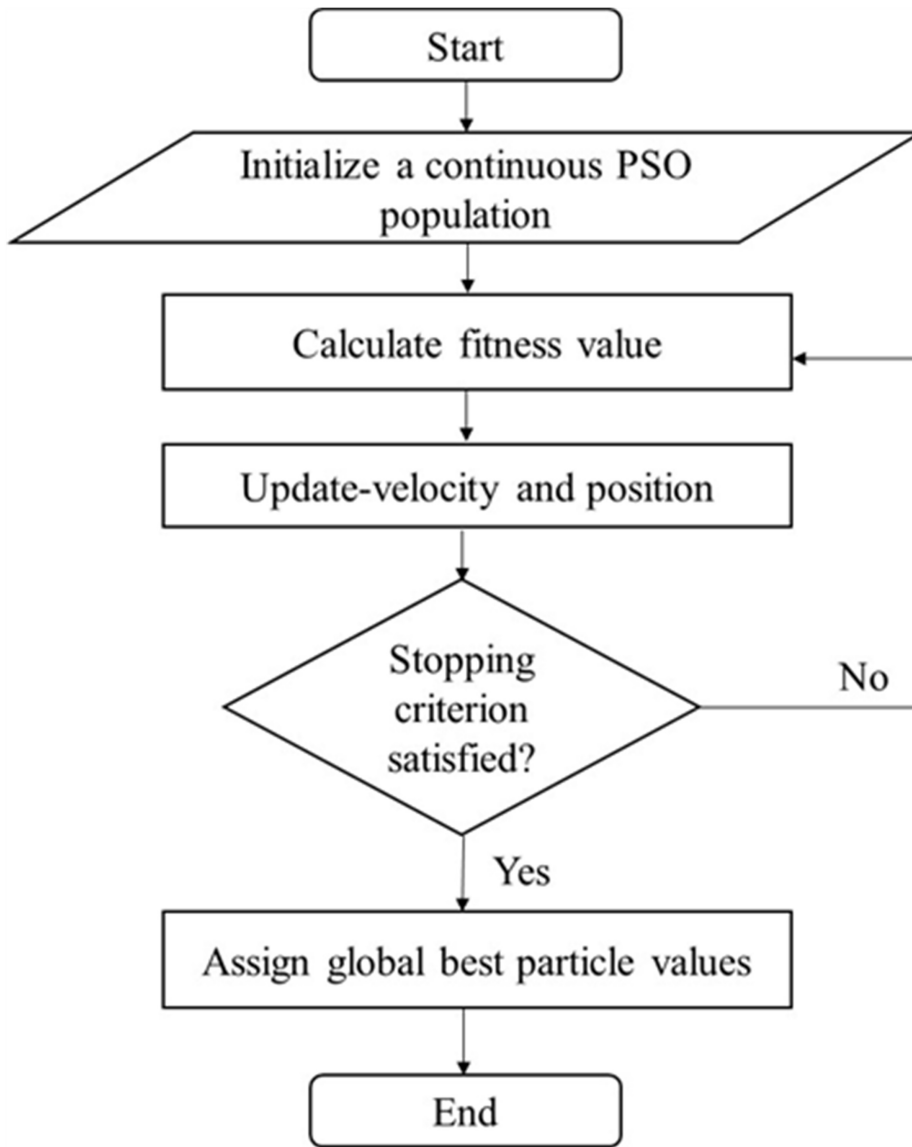 Start
Initialize a continuous PSO
population
Calculate fitness value
Update-velocity and position
Stopping
criterion
satisfied?
No
Yes
Assign global best particle values
End